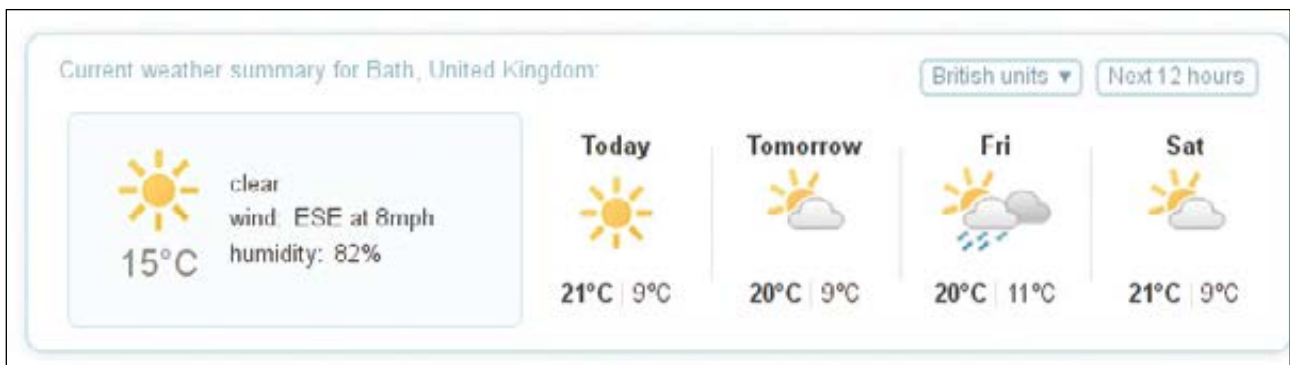 Current weather summary for Bath, United Kingdom:
British units ▼
Next 12 hours
15°C
clear
wind: ESE at 8mph
humidity: 82%
Today
21°C | 9°C
Tomorrow
20°C | 9°C
Fri
20°C | 11°C
Sat
21°C | 9°C